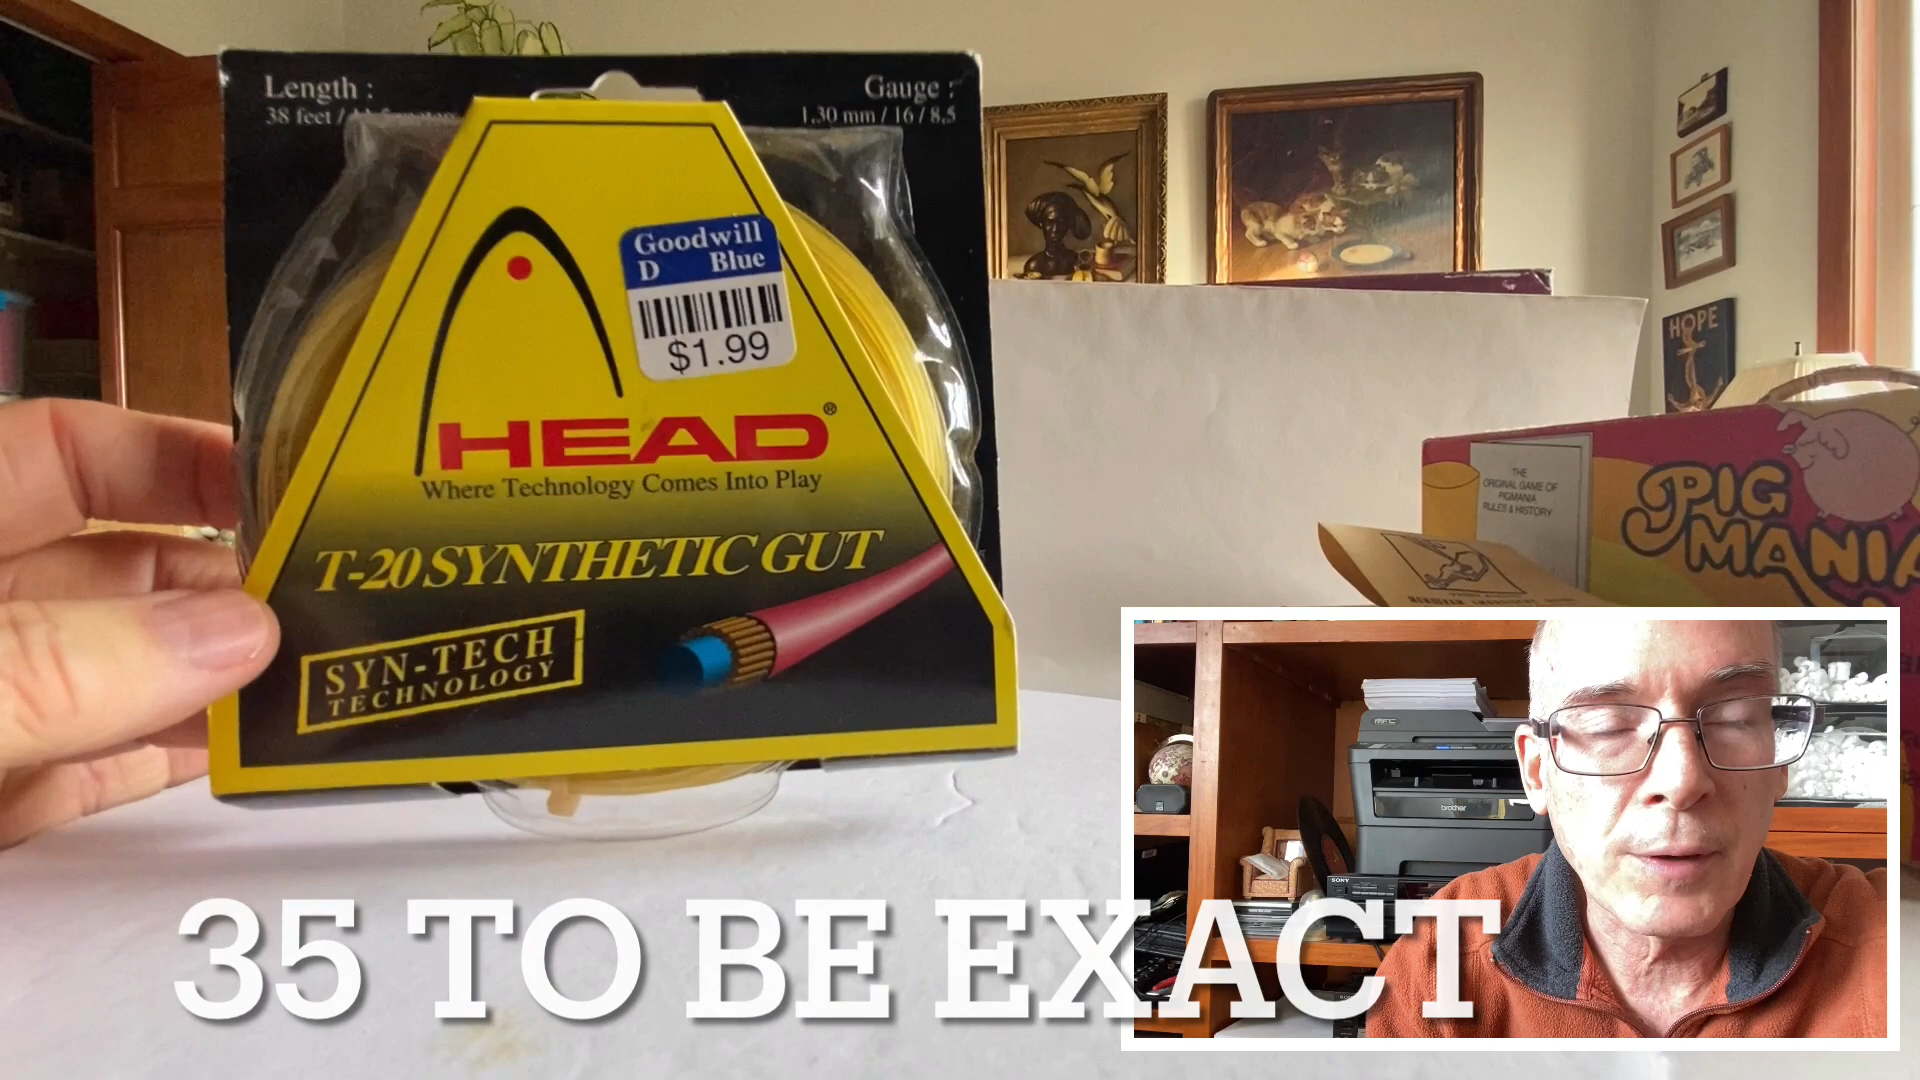 Length :
38 feet /
Gauge :
1,30 mm / 16 / 8,5
Goodwill
D Blue
$1.99
HEAD®
Where Technology Comes Into Play
T-20 SYNTHETIC GUT
SYN-TECH
TECHNOLOGY
HOPE
THE
ORIGINAL GAME OF
PIGMANIA
RULES & HISTORY
PIG
MANIA
MFC
brother
SONY
35 TO BE EXACT